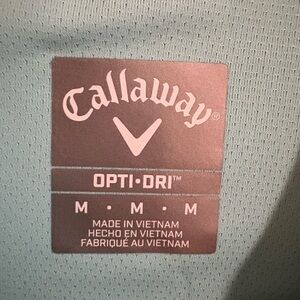 Callaway®
OPTI•DRI™
M • M • M
MADE IN VIETNAM
HECHO EN VIETNAM
FABRIQUÉ AU VIETNAM